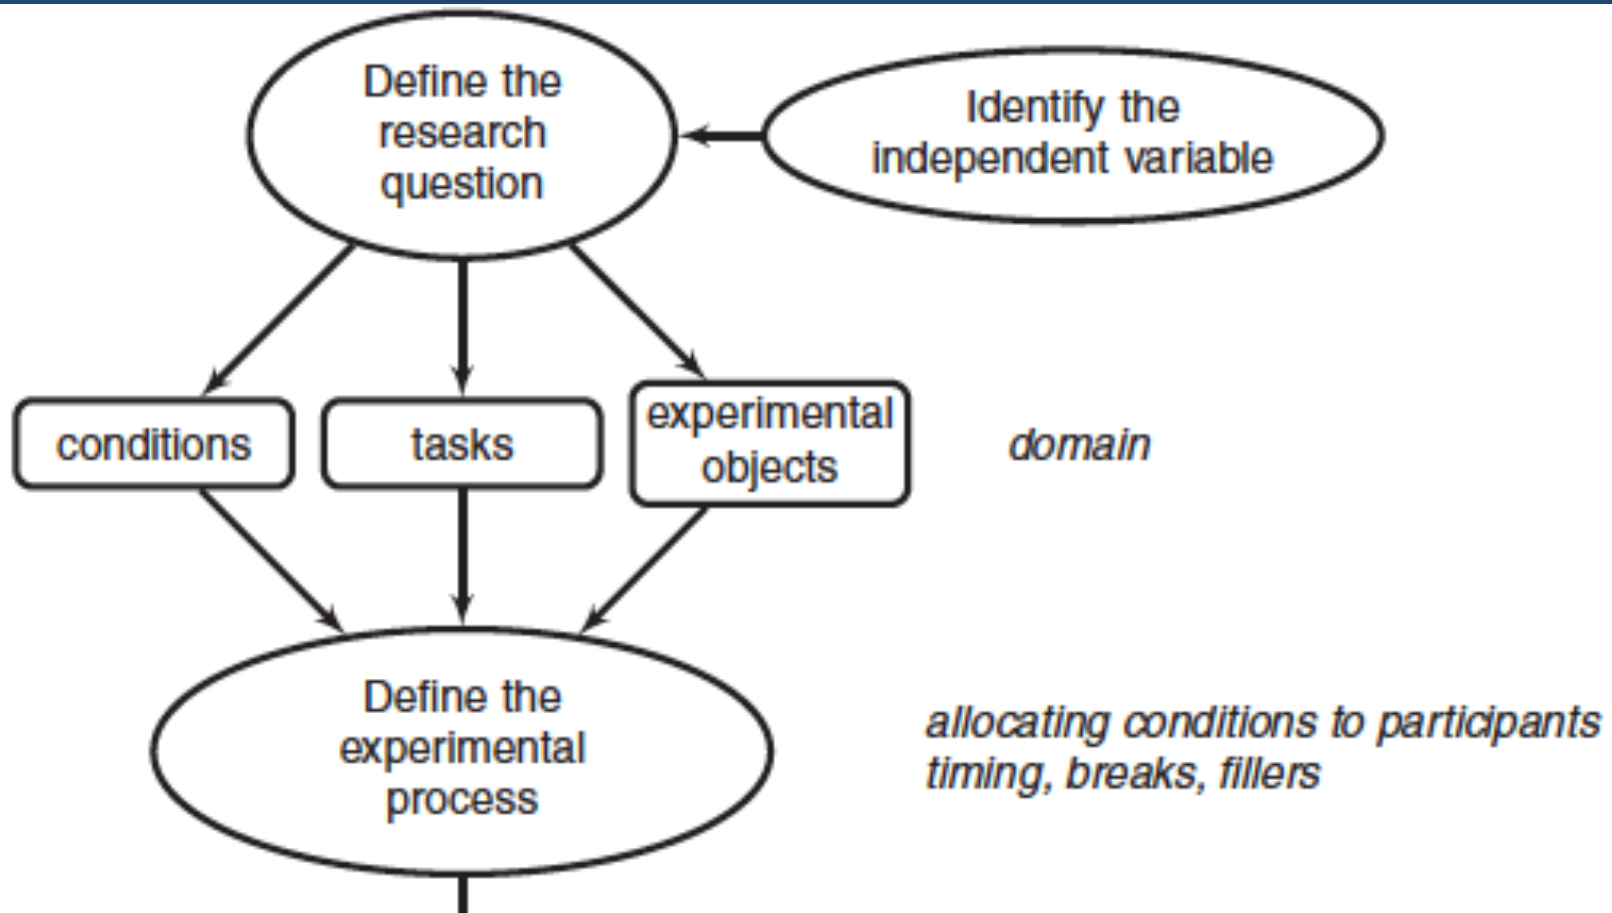 Define the
research
question
Identify the
independent variable
conditions
tasks
experimental
objects
domain
Define the
experimental
process
allocating conditions to participants
timing, breaks, fillers